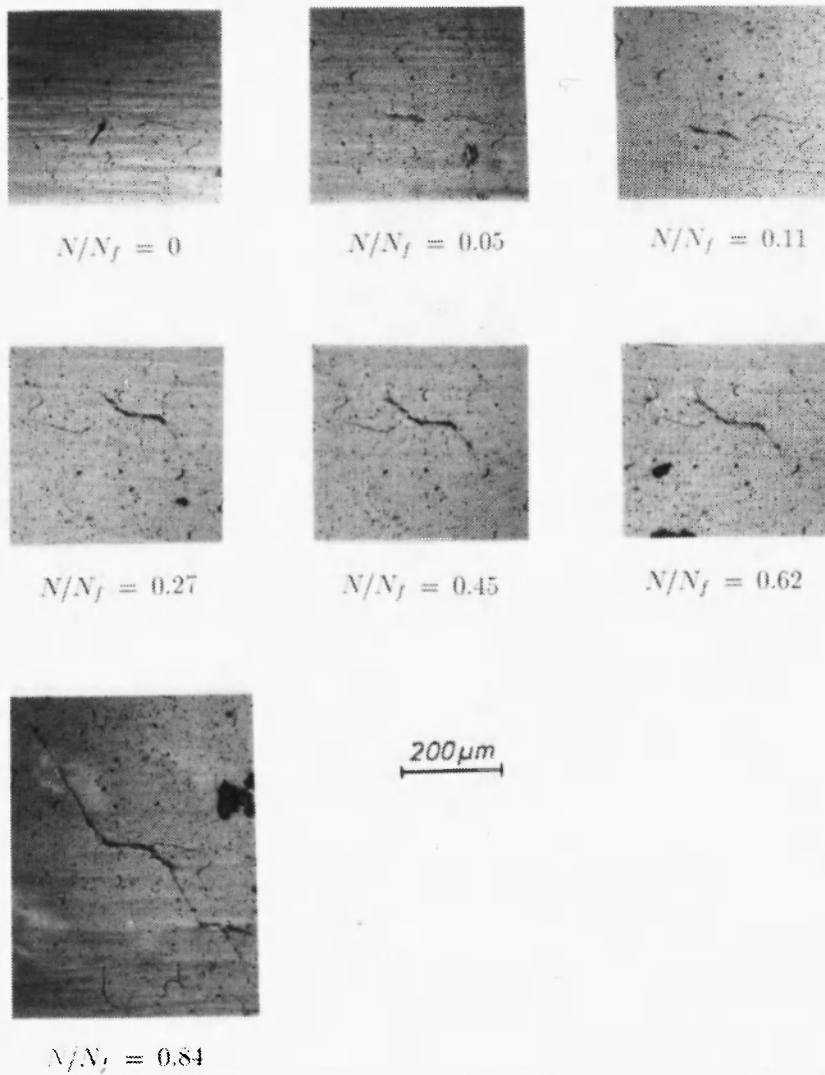 N/N_f = 0
N/N_f = 0.05
N/N_f = 0.11
N/N_f = 0.27
N/N_f = 0.45
N/N_f = 0.62
200μm
N/N_f = 0.84